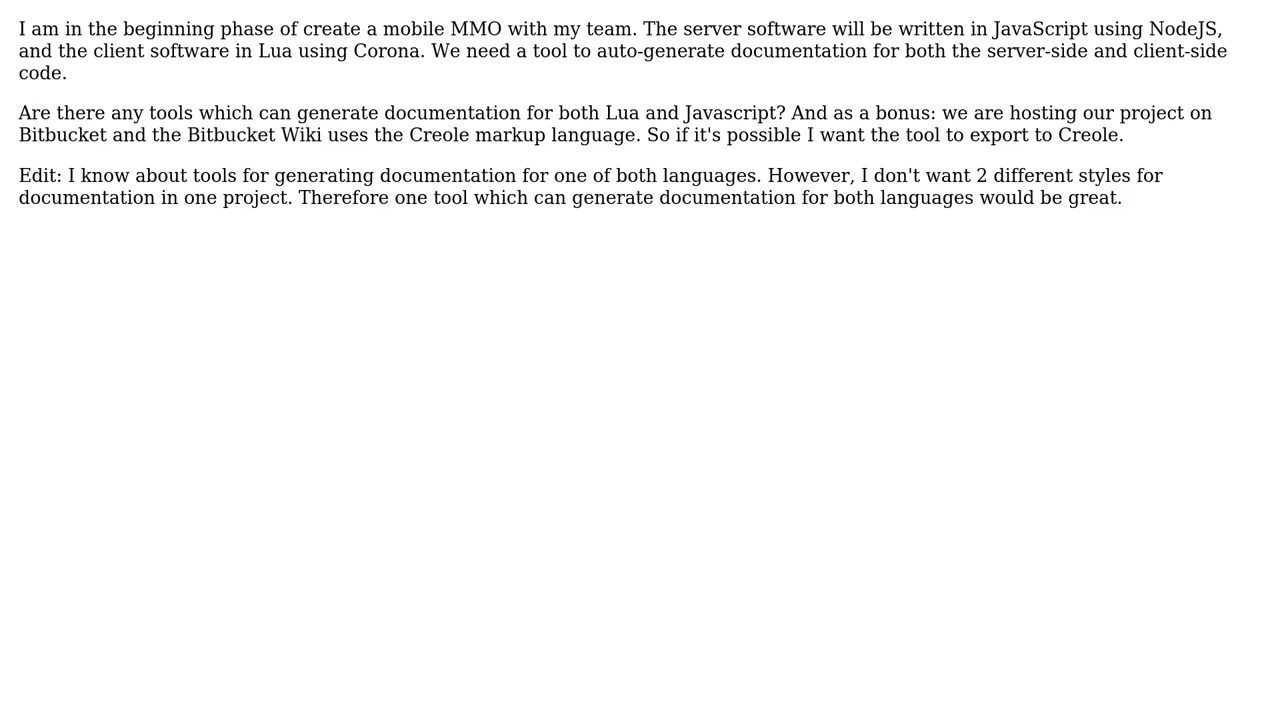 I am in the beginning phase of create a mobile MMO with my team. The server software will be written in JavaScript using NodeJS,
and the client software in Lua using Corona. We need a tool to auto-generate documentation for both the server-side and client-side
code.
Are there any tools which can generate documentation for both Lua and Javascript? And as a bonus: we are hosting our project on
Bitbucket and the Bitbucket Wiki uses the Creole markup language. So if it's possible I want the tool to export to Creole.
Edit: I know about tools for generating documentation for one of both languages. However, I don't want 2 different styles for
documentation in one project. Therefore one tool which can generate documentation for both languages would be great.